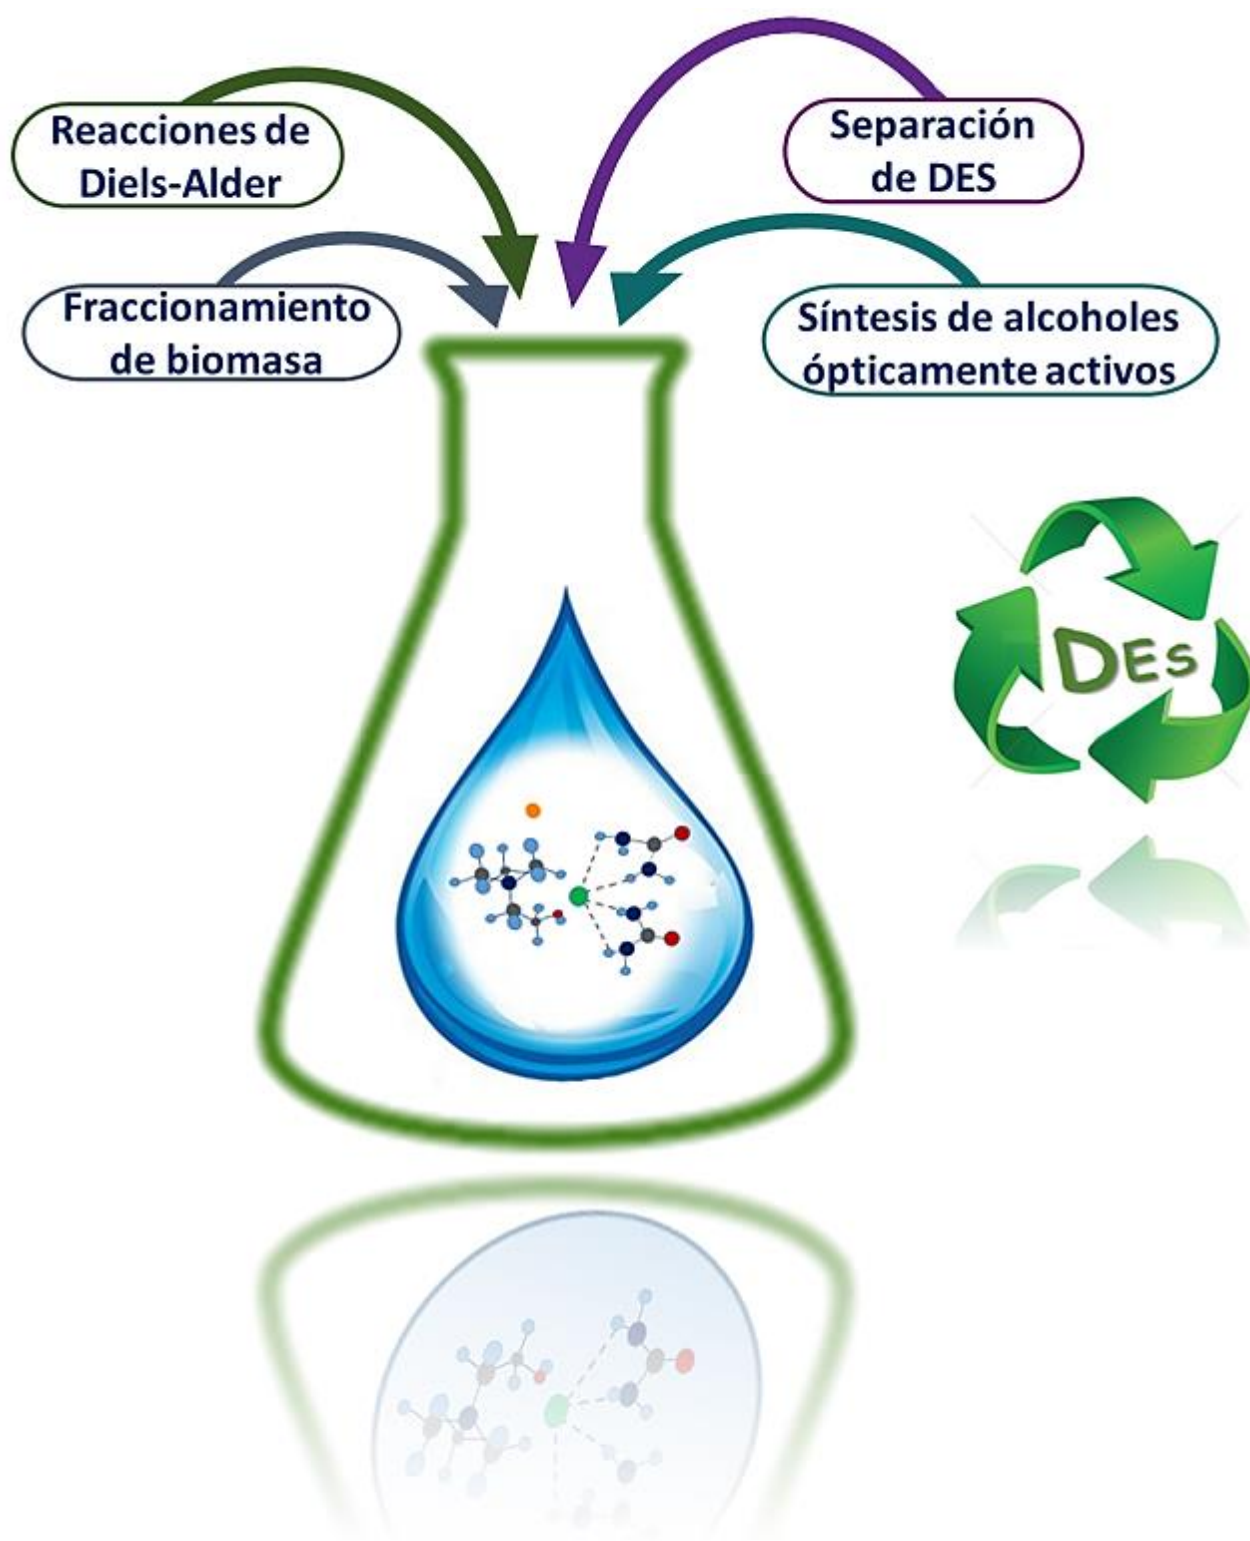 Reacciones de
Diels-Alder
Separación
de DES
Fraccionamiento
de biomasa
Síntesis de alcoholes
ópticamente activos
DES